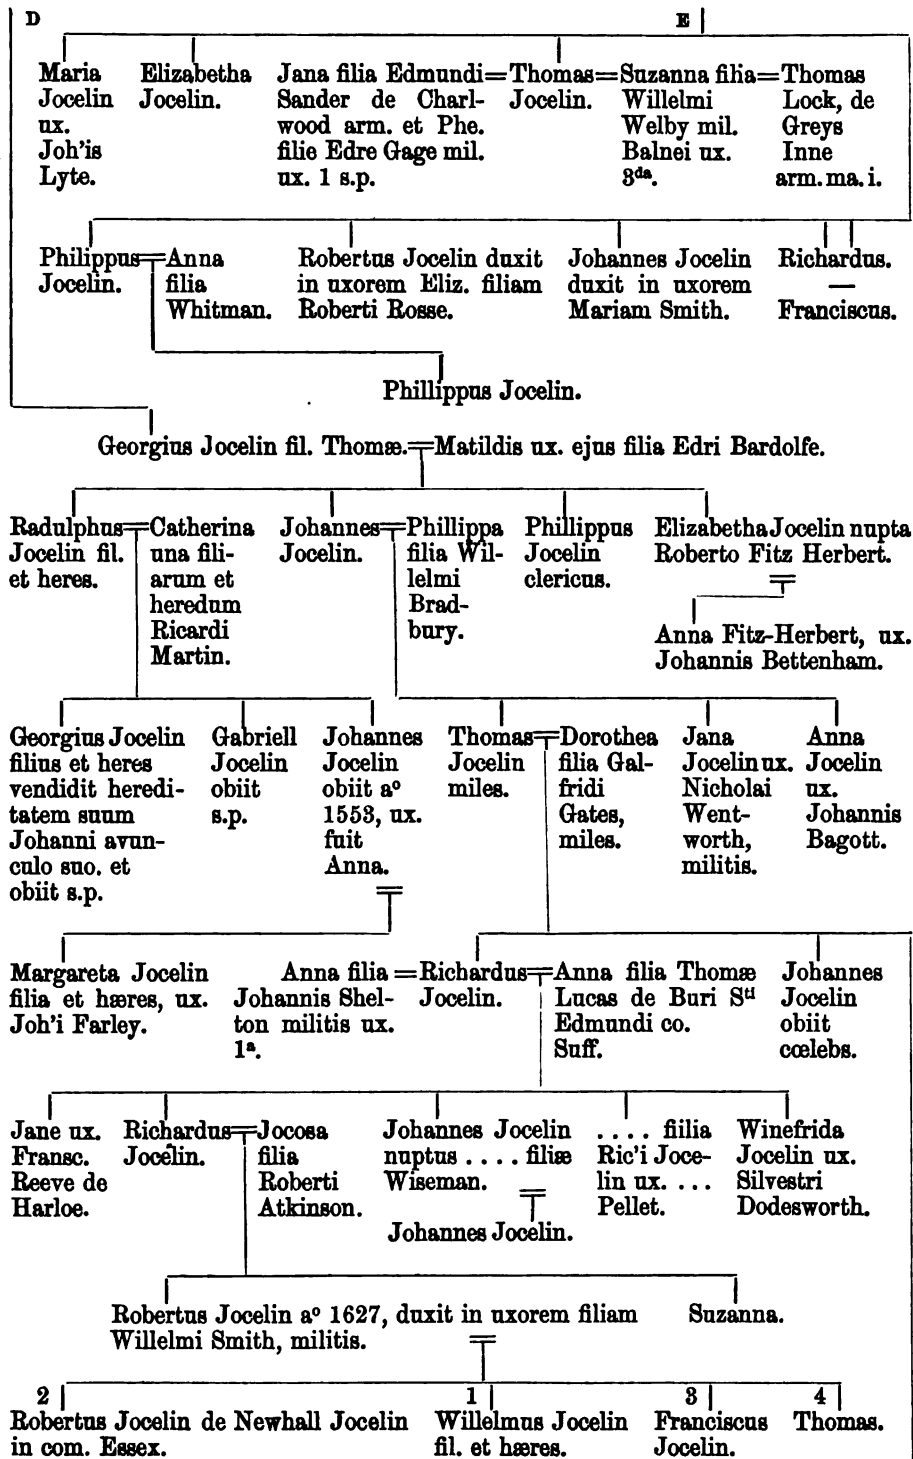 D
E
Maria
Jocelin
ux.
Joh'is
Lyte.
Elizabetha
Jocelin.
Jana filia Edmundi=
Sander de Charl-
wood arm. et Phe.
filie Edre Gage mil.
ux. 1 s.p.
Thomas=
Jocelin.
Suzanna filia=
Willelmi
Welby mil.
Balnei ux.
3da.
Thomas
Lock, de
Greys
Inne
arm. ma. i.
Philippus=
Jocelin.
Anna
filia
Whitman.
Robertus Jocelin duxit
in uxorem Eliz. filiam
Roberti Rosse.
Johannes Jocelin
duxit in uxorem
Mariam Smith.
Richardus.
—
Franciscus.
Phillippus Jocelin.
Georgius Jocelin fil. Thomæ.=Matildis ux. ejus filia Edri Bardolfe.
Radulphus=
Jocelin fil.
et heres.
Catherina
una fili-
arum et
heredum
Ricardi
Martin.
Johannes=
Jocelin.
Phillippa
filia Wil-
lelmi
Brad-
bury.
Phillippus
Jocelin
clericus.
Elizabetha Jocelin nupta
Roberto Fitz Herbert.
Anna Fitz-Herbert, ux.
Johannis Bettenham.
Georgius Jocelin
filius et heres
vendidit heredi-
tatem suum
Johanni avun-
culo suo. et
obiit s.p.
Gabriell
Jocelin
obiit
s.p.
Johannes
Jocelin
obiit aº
1553, ux.
fuit
Anna.
Thomas=
Jocelin
miles.
Dorothea
filia Gal-
fridi
Gates,
miles.
Jana
Jocelin ux.
Nicholai
Went-
worth,
militis.
Anna
Jocelin
ux.
Johannis
Bagott.
Margareta Jocelin
filia et hæres, ux.
Joh'i Farley.
Anna filia =
Johannis Shel-
ton militis ux.
1ª.
Richardus=
Jocelin.
Anna filia Thomæ
Lucas de Buri Sti
Edmundi co.
Suff.
Johannes
Jocelin
obiit
cœlebs.
Jane ux.
Fransc.
Reeve de
Harloe.
Richardus=
Jocelin.
Jocosa
filia
Roberti
Atkinson.
Johannes Jocelin
nuptus .... filiæ
Wiseman.
Johannes Jocelin.
.... fiilia
Ric'i Joce-
lin ux. ...
Pellet.
Winefrida
Jocelin ux.
Silvestri
Dodesworth.
Robertus Jocelin aº 1627, duxit in uxorem filiam
Willelmi Smith, militis.
Suzanna.
2
Robertus Jocelin de Newhall Jocelin
in com. Essex.
1
Willelmus Jocelin
fil. et hæres.
3
Franciscus
Jocelin.
4
Thomas.